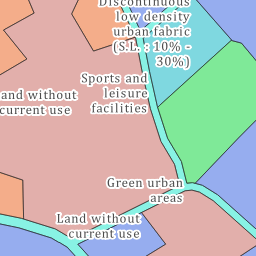 Discontinuous
low density
urban fabric
(S.L. : 10% -
30%)
Sports and
leisure
facilities
and without
current use
Green urban
areas
Land without
current use